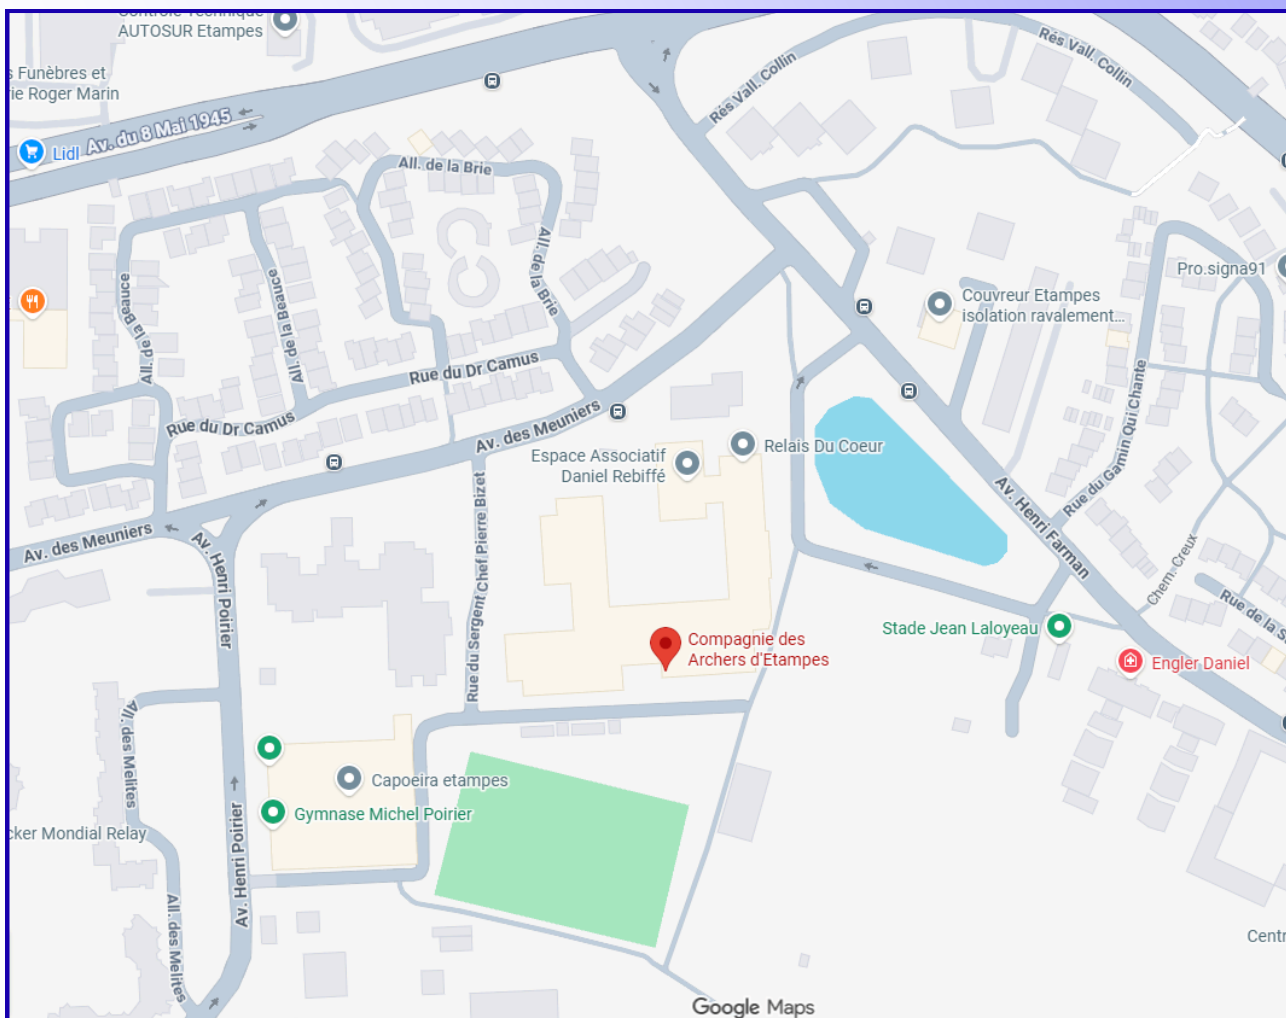 Contrôle Technique
AUTOSUR Etampes
s Funèbres et
rie Roger Marin
Av. du 8 Mai 1945
Lidl
Rés Vall. Collin
Rés Vall. Collin
All. de la Brie
All. de la Brie
All. de la Beauce
All. de la Beauce
Pro.signa91
Couvreur Etampes
isolation ravalement...
Rue du Dr Camus
Rue du Dr Camus
Av. des Meuniers
Av. des Meuniers
Rue du Gamin Qui Chante
Espace Associatif
Daniel Rebiffé
Relais Du Coeur
Av. Henri Farman
Chem. Creux
Rue de la S
Av. Henri Poirier
Rue du Sergent Chef Pierre Bizet
Compagnie des
Archers d'Etampes
Stade Jean Laloyeau
Engler Daniel
All. des Mélites
Capoeira etampes
Gymnase Michel Poirier
cker Mondial Relay
Av. Henri Poirier
All. des Mélites
Centr
Google Maps